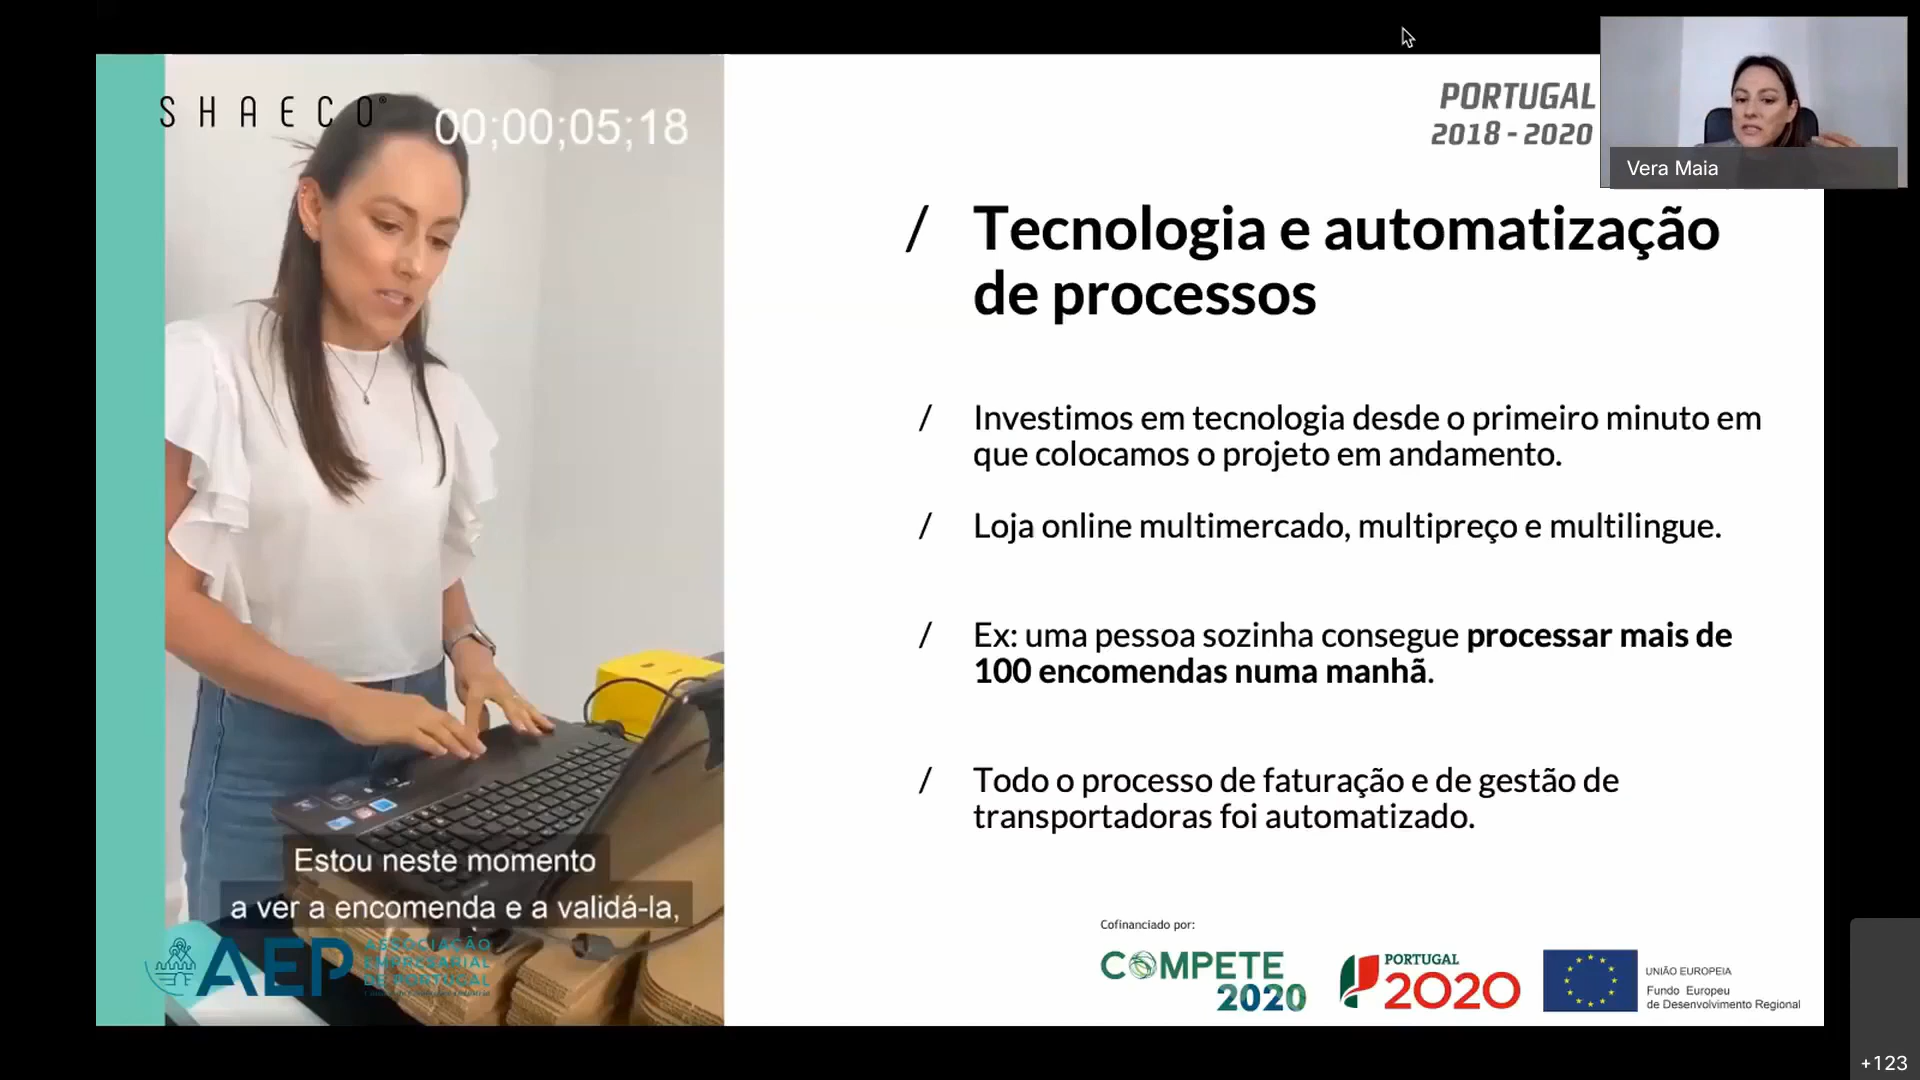 SHAECO®
00;00;05;18
PORTUGAL
2018 - 2020
Vera Maia
/ Tecnologia e automatização
de processos
/ Investimos em tecnologia desde o primeiro minuto em
que colocamos o projeto em andamento.
/ Loja online multimercado, multipreço e multilingue.
/ Ex: uma pessoa sozinha consegue processar mais de
100 encomendas numa manhã.
/ Todo o processo de faturação e de gestão de
transportadoras foi automatizado.
Estou neste momento
a ver a encomenda e a validá-la,
AEP
ASSOCIAÇÃO
EMPRESARIAL
DE PORTUGAL
Cofinanciado por:
COMPETE
2020
PORTUGAL
2020
UNIÃO EUROPEIA
Fundo Europeu
de Desenvolvimento Regional
+123